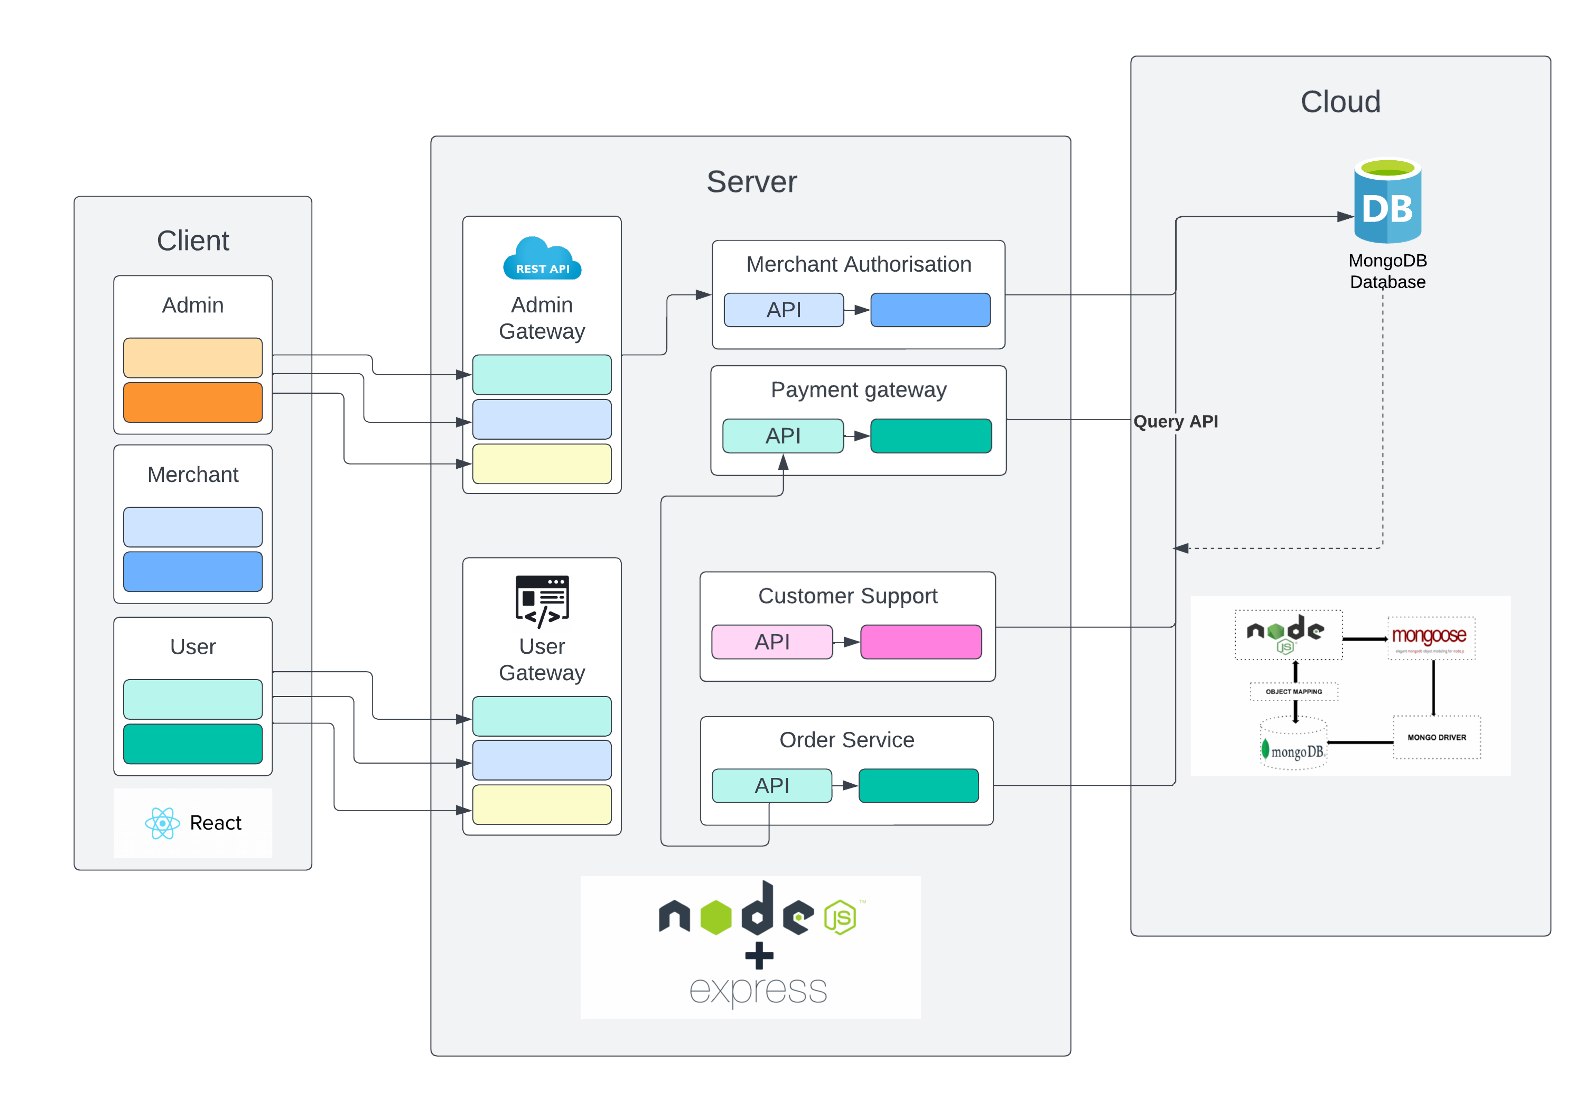 Client
Admin
Merchant
User
React
Server
REST API
Admin
Gateway
User
Gateway
Merchant Authorisation
API
Payment gateway
API
Customer Support
API
Order Service
API
node
JS
™
+
express
Cloud
DB
MongoDB
Database
Query API
node
JS
mongoose
OBJECT MAPPING
mongoDB
MONGO DRIVER